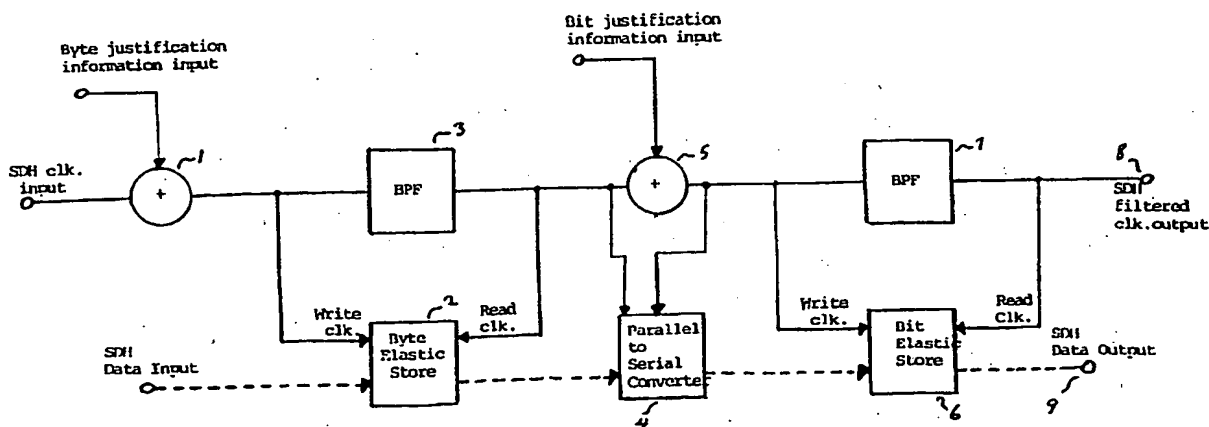 Byte justification
information input
Bit justification
information input
SDH clk.
input
1
+
3
BPF
5
+
7
BPF
8
SDH
filtered
clk.output
Write
clk.
2
Read
clk.
Byte
Elastic
Store
Parallel
to
Serial
Converter
4
Write
clk.
Bit
Elastic
Store
6
Read
Clk.
SDH
Data Input
SDH
Data Output
9